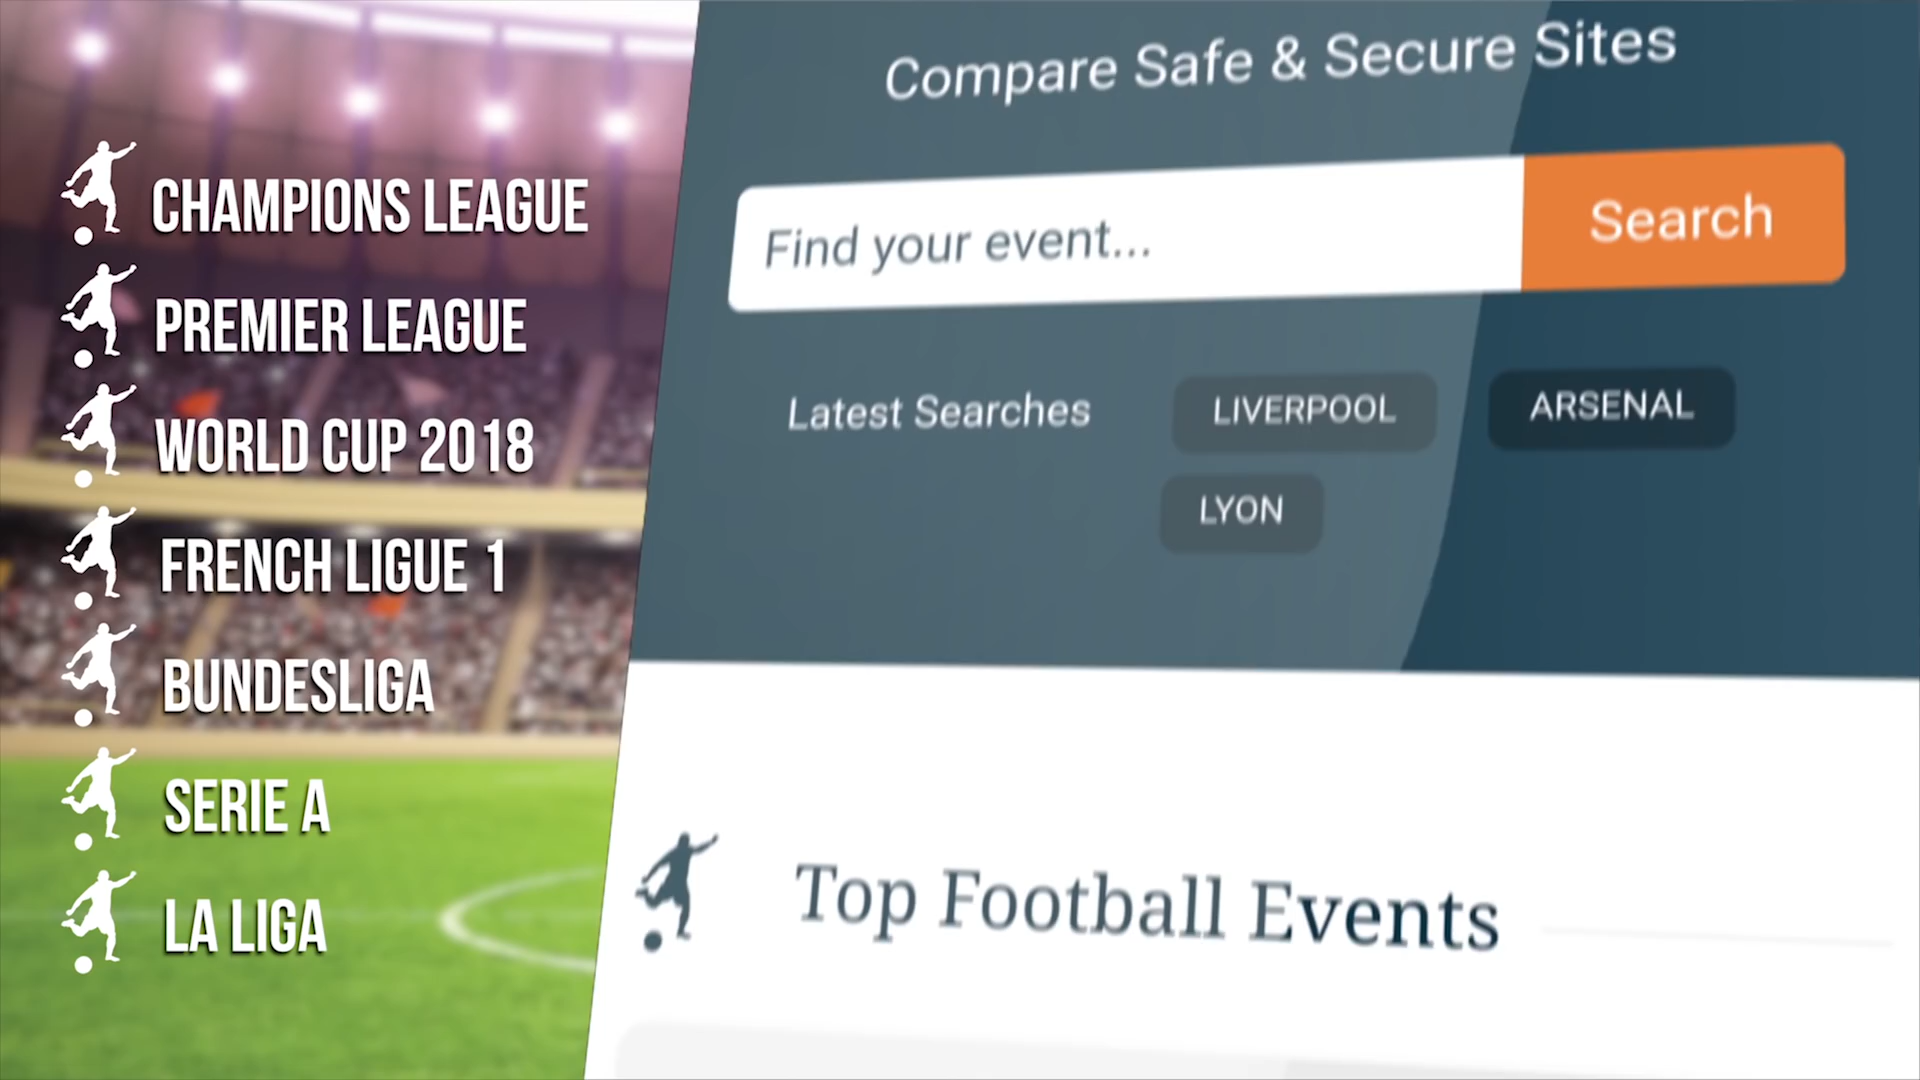 CHAMPIONS LEAGUE
PREMIER LEAGUE
WORLD CUP 2018
FRENCH LIGUE 1
BUNDESLIGA
SERIE A
LA LIGA
Compare Safe & Secure Sites
Find your event...
Search
Latest Searches
LIVERPOOL
ARSENAL
LYON
Top Football Events